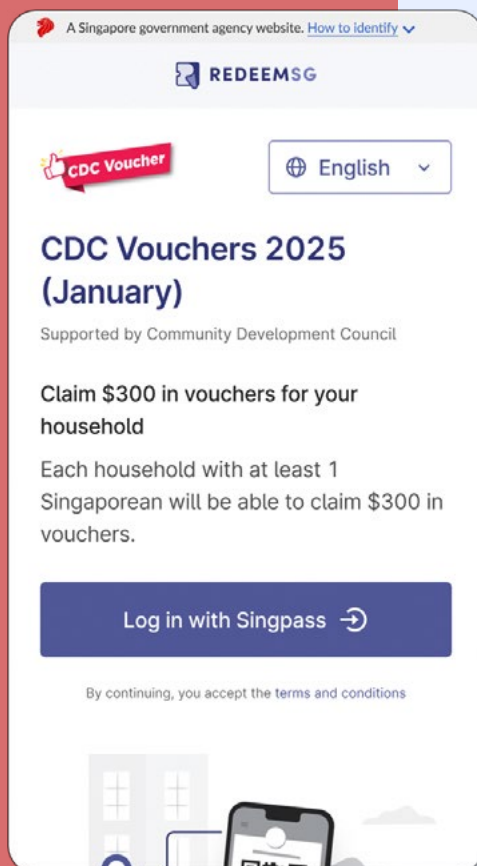 A Singapore government agency website. How to identify
REDEEMSG
CDC Voucher
English
CDC Vouchers 2025
(January)
Supported by Community Development Council
Claim $300 in vouchers for your
household
Each household with at least 1
Singaporean will be able to claim $300 in
vouchers.
Log in with Singpass
By continuing, you accept the terms and conditions